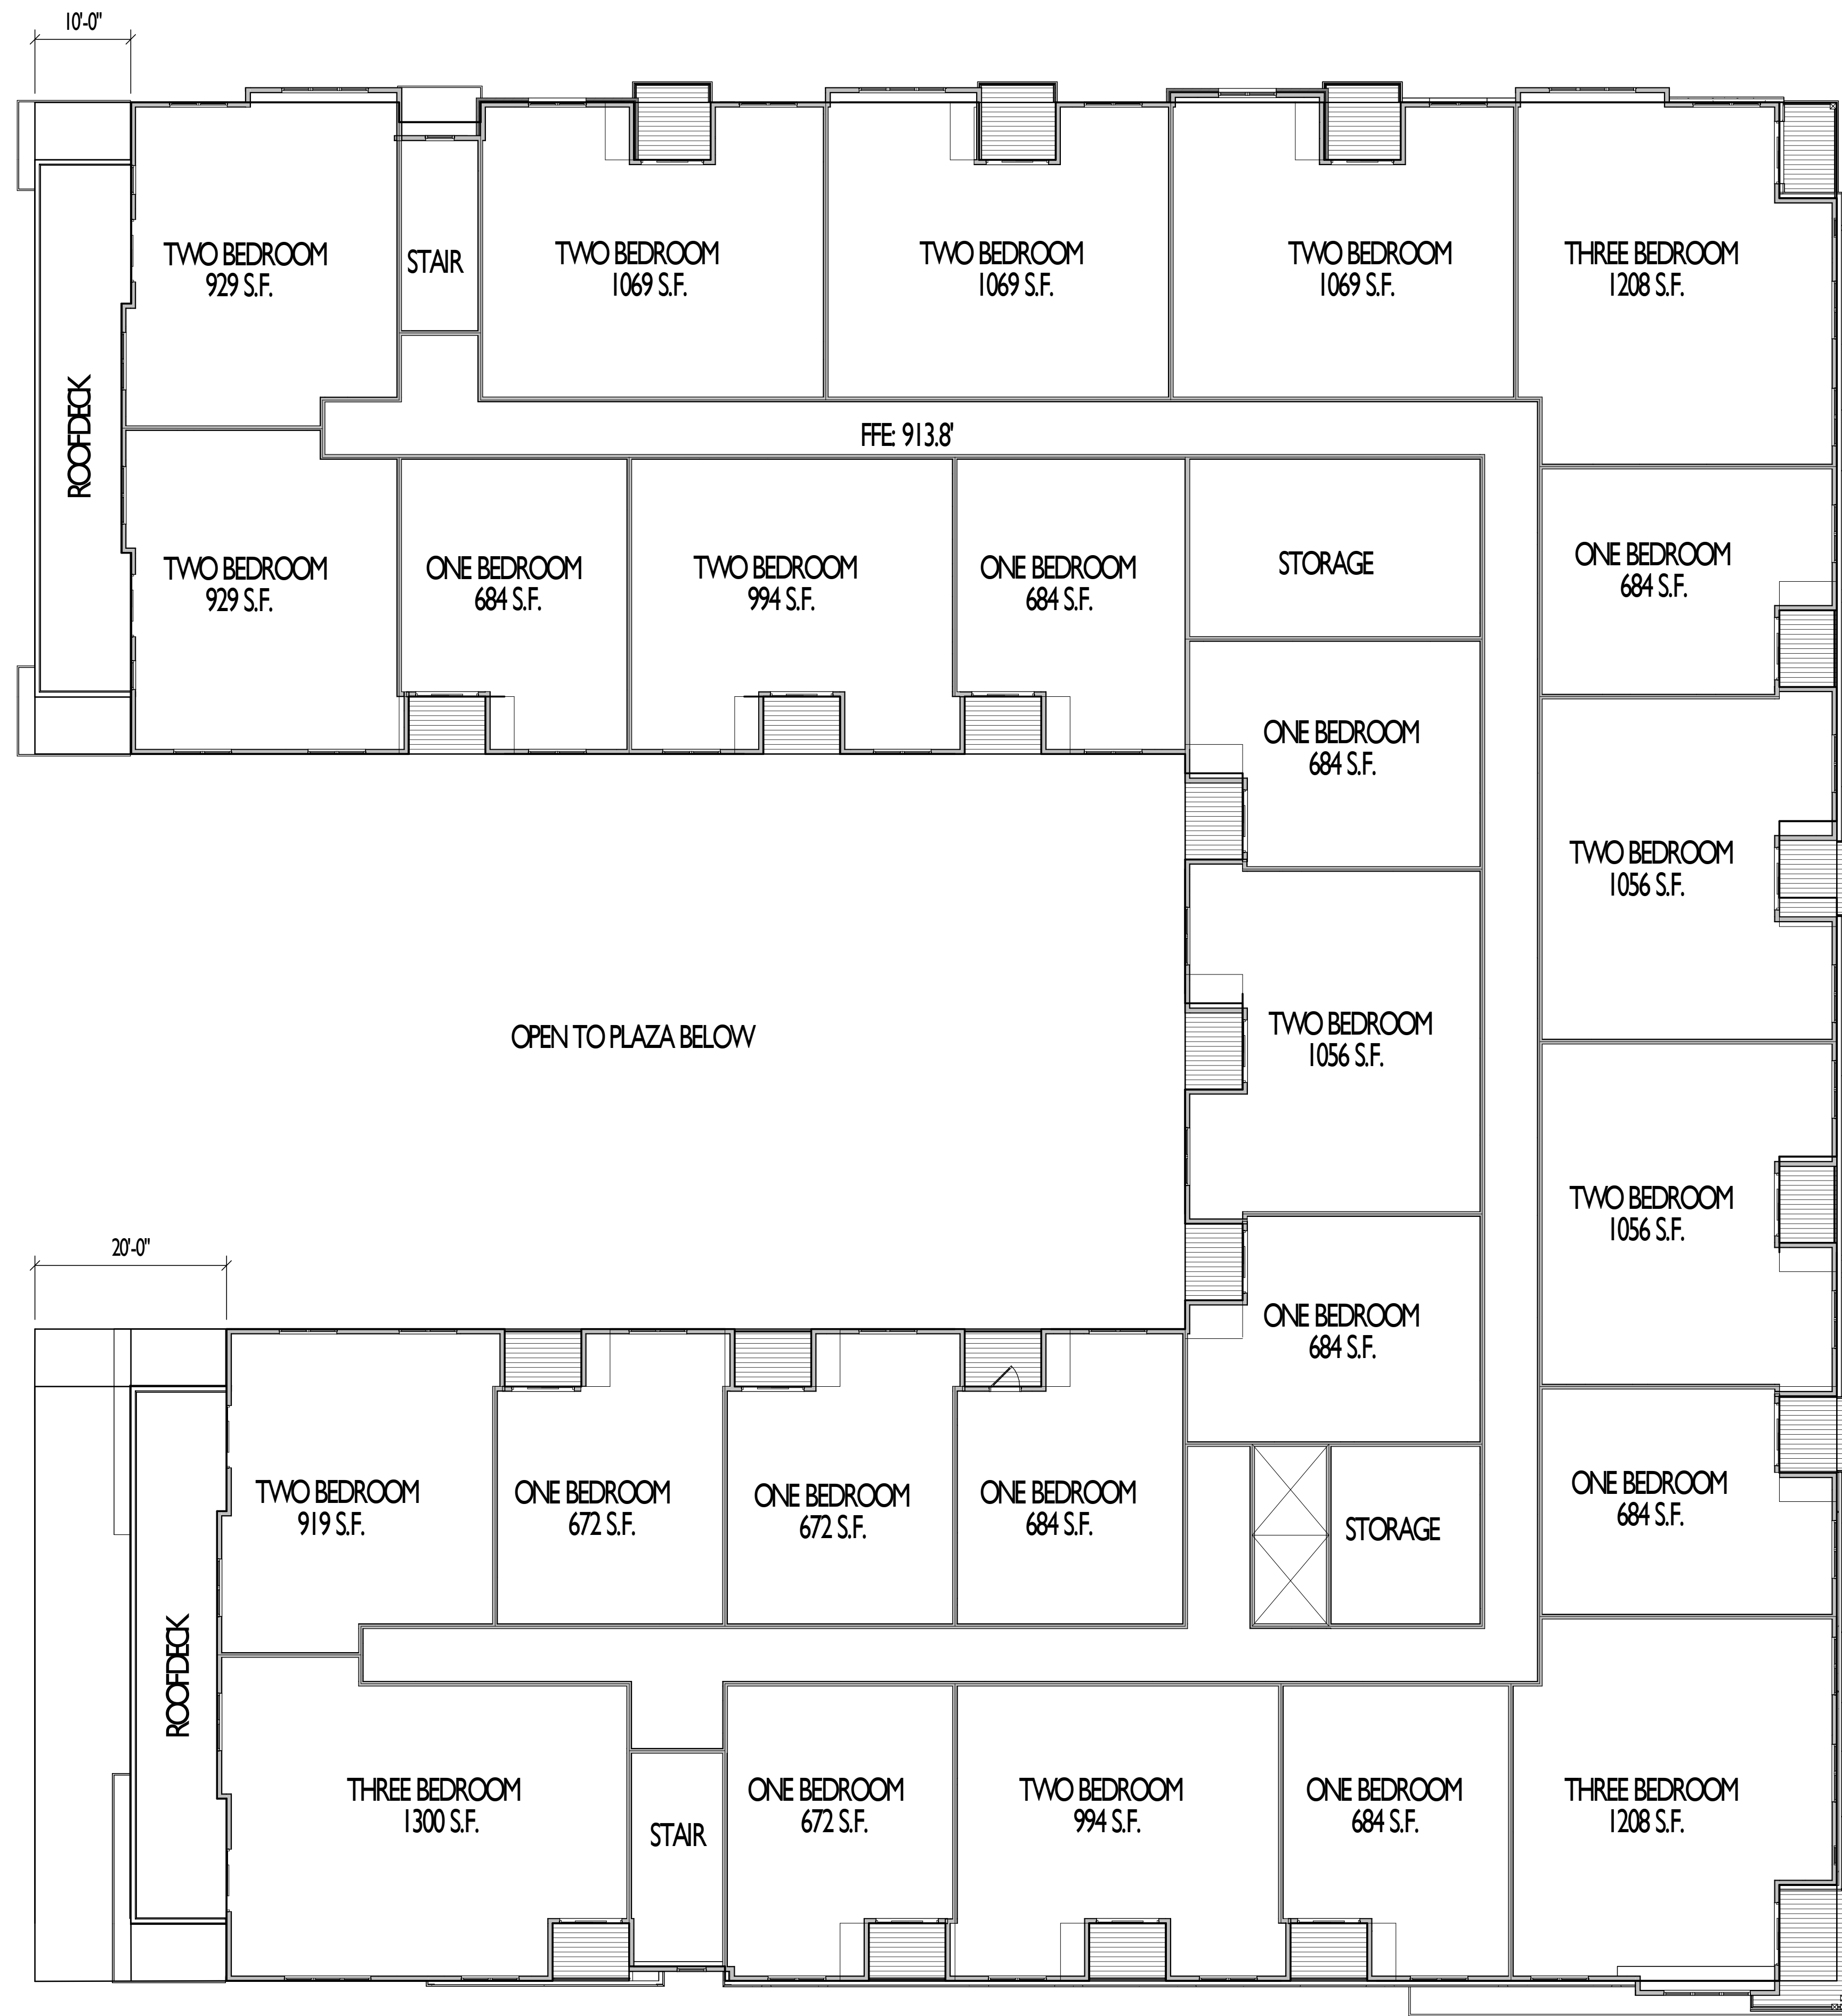 10'-0"
TWO BEDROOM
929 S.F.
STAIR
TWO BEDROOM
1069 S.F.
TWO BEDROOM
1069 S.F.
TWO BEDROOM
1069 S.F.
THREE BEDROOM
1208 S.F.
ROOFDECK
FFE: 913.8'
TWO BEDROOM
929 S.F.
ONE BEDROOM
684 S.F.
TWO BEDROOM
994 S.F.
ONE BEDROOM
684 S.F.
STORAGE
ONE BEDROOM
684 S.F.
ONE BEDROOM
684 S.F.
TWO BEDROOM
1056 S.F.
OPEN TO PLAZA BELOW
TWO BEDROOM
1056 S.F.
TWO BEDROOM
1056 S.F.
20'-0"
ONE BEDROOM
684 S.F.
TWO BEDROOM
919 S.F.
ONE BEDROOM
672 S.F.
ONE BEDROOM
672 S.F.
ONE BEDROOM
684 S.F.
STORAGE
ONE BEDROOM
684 S.F.
ROOFDECK
THREE BEDROOM
1300 S.F.
STAIR
ONE BEDROOM
672 S.F.
TWO BEDROOM
994 S.F.
ONE BEDROOM
684 S.F.
THREE BEDROOM
1208 S.F.